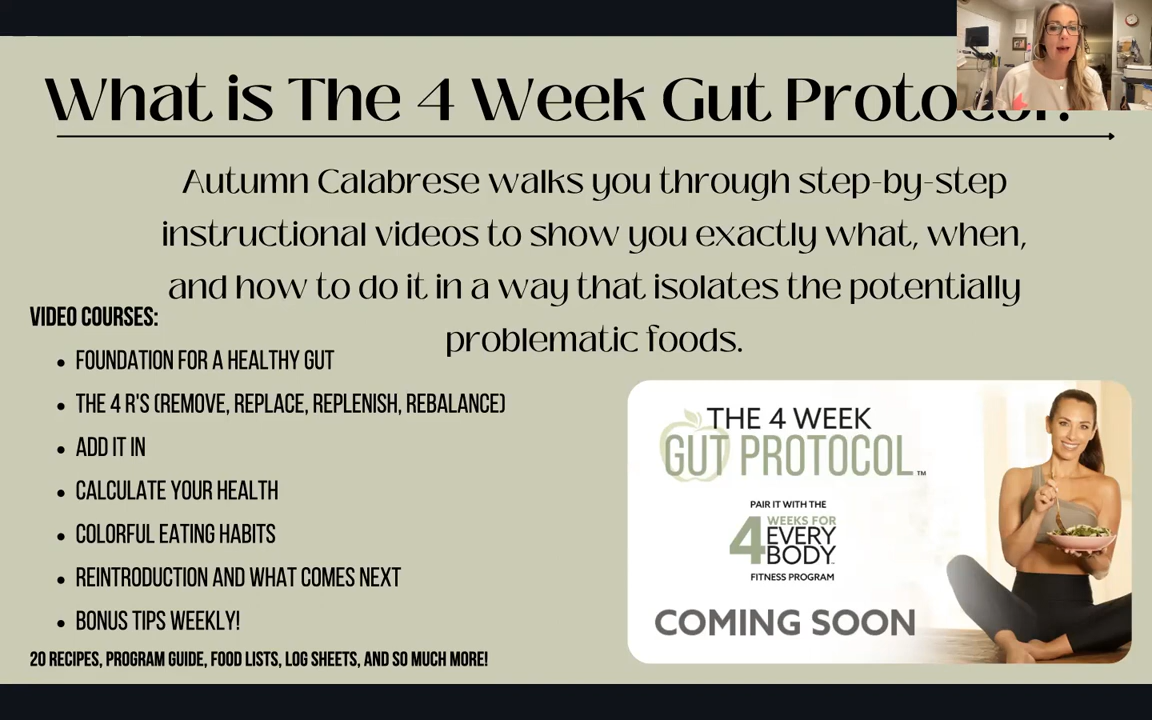 What is The 4 Week Gut Protocol?
Autumn Calabrese walks you through step-by-step
instructional videos to show you exactly what, when,
and how to do it in a way that isolates the potentially
problematic foods.
VIDEO COURSES:
• FOUNDATION FOR A HEALTHY GUT
• THE 4 R'S (REMOVE, REPLACE, REPLENISH, REBALANCE)
• ADD IT IN
• CALCULATE YOUR HEALTH
• COLORFUL EATING HABITS
• REINTRODUCTION AND WHAT COMES NEXT
• BONUS TIPS WEEKLY!
20 RECIPES, PROGRAM GUIDE, FOOD LISTS, LOG SHEETS, AND SO MUCH MORE!
THE 4 WEEK
GUT PROTOCOL™
PAIR IT WITH THE
4 WEEKS FOR
EVERY
BODY™
FITNESS PROGRAM
COMING SOON